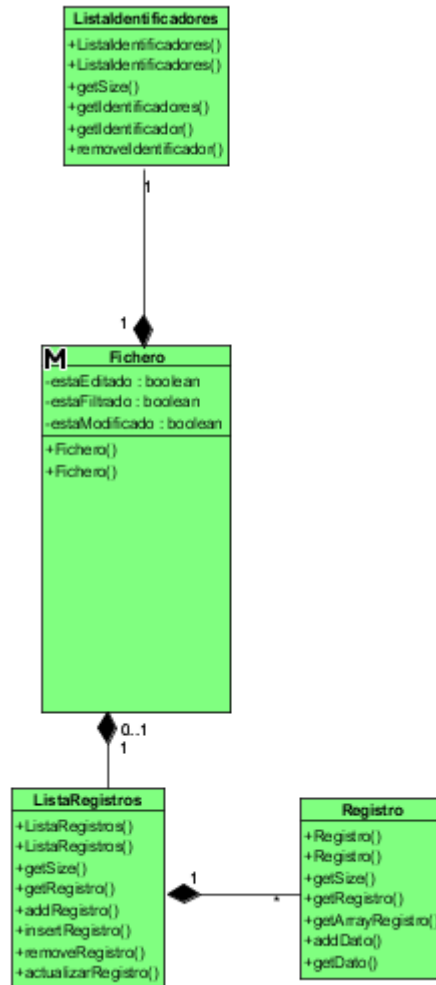 ListaIdentificadores
+ListaIdentificadores()
+ListaIdentificadores()
+getSize()
+getIdentificadores()
+getIdentificador()
+removeIdentificador()
1
1
M
Fichero
-estaEditado : boolean
-estaFiltrado : boolean
-estaModificado : boolean
+Fichero()
+Fichero()
0..1
1
ListaRegistros
+ListaRegistros()
+ListaRegistros()
+getSize()
+getRegistro()
+addRegistro()
+insertRegistro()
+removeRegistro()
+actualizarRegistro()
1
*
Registro
+Registro()
+Registro()
+getSize()
+getRegistro()
+getArrayRegistro()
+addDato()
+getDato()